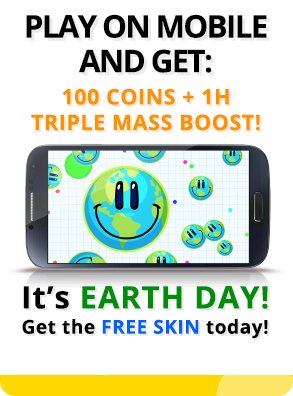 PLAY ON MOBILE
AND GET:
100 COINS + 1H
TRIPLE MASS BOOST!
It's EARTH DAY!
Get the FREE SKIN today!